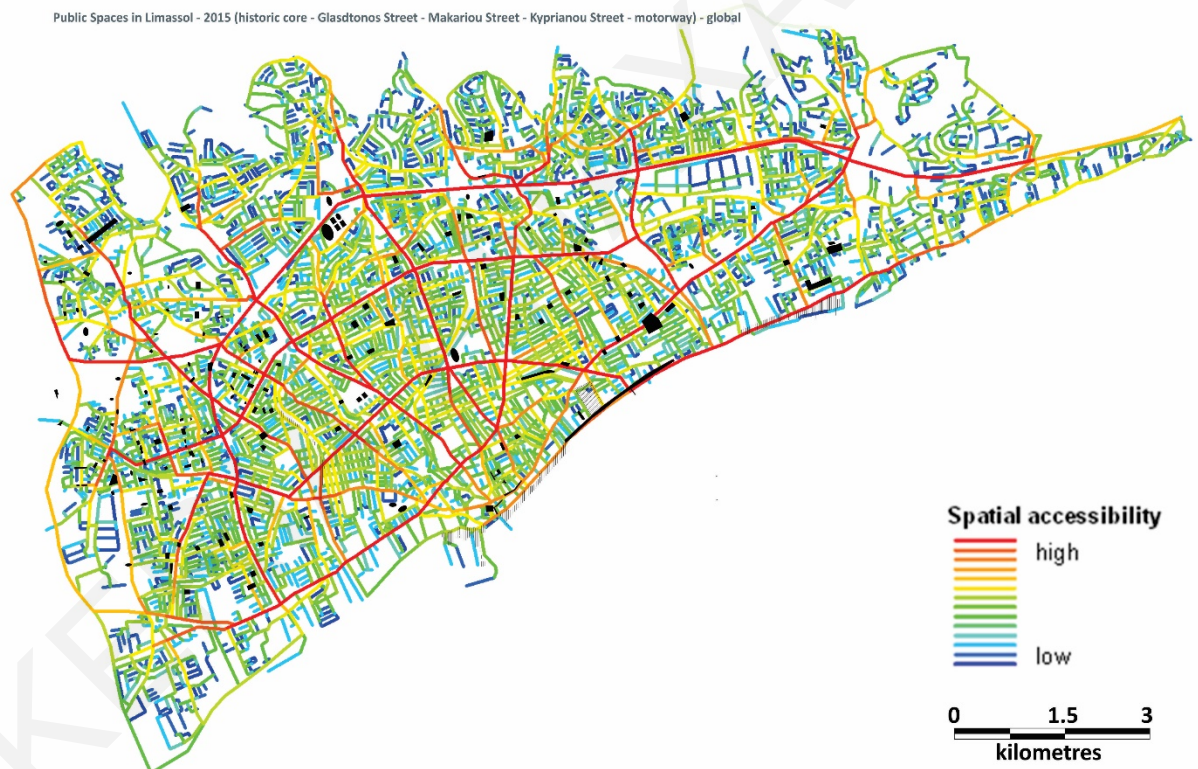 Public Spaces in Limassol - 2015 (historic core - Glasdtonos Street - Makariou Street - Kyprianou Street - motorway) - global
Spatial accessibility
high
low
0 1.5 3
kilometres